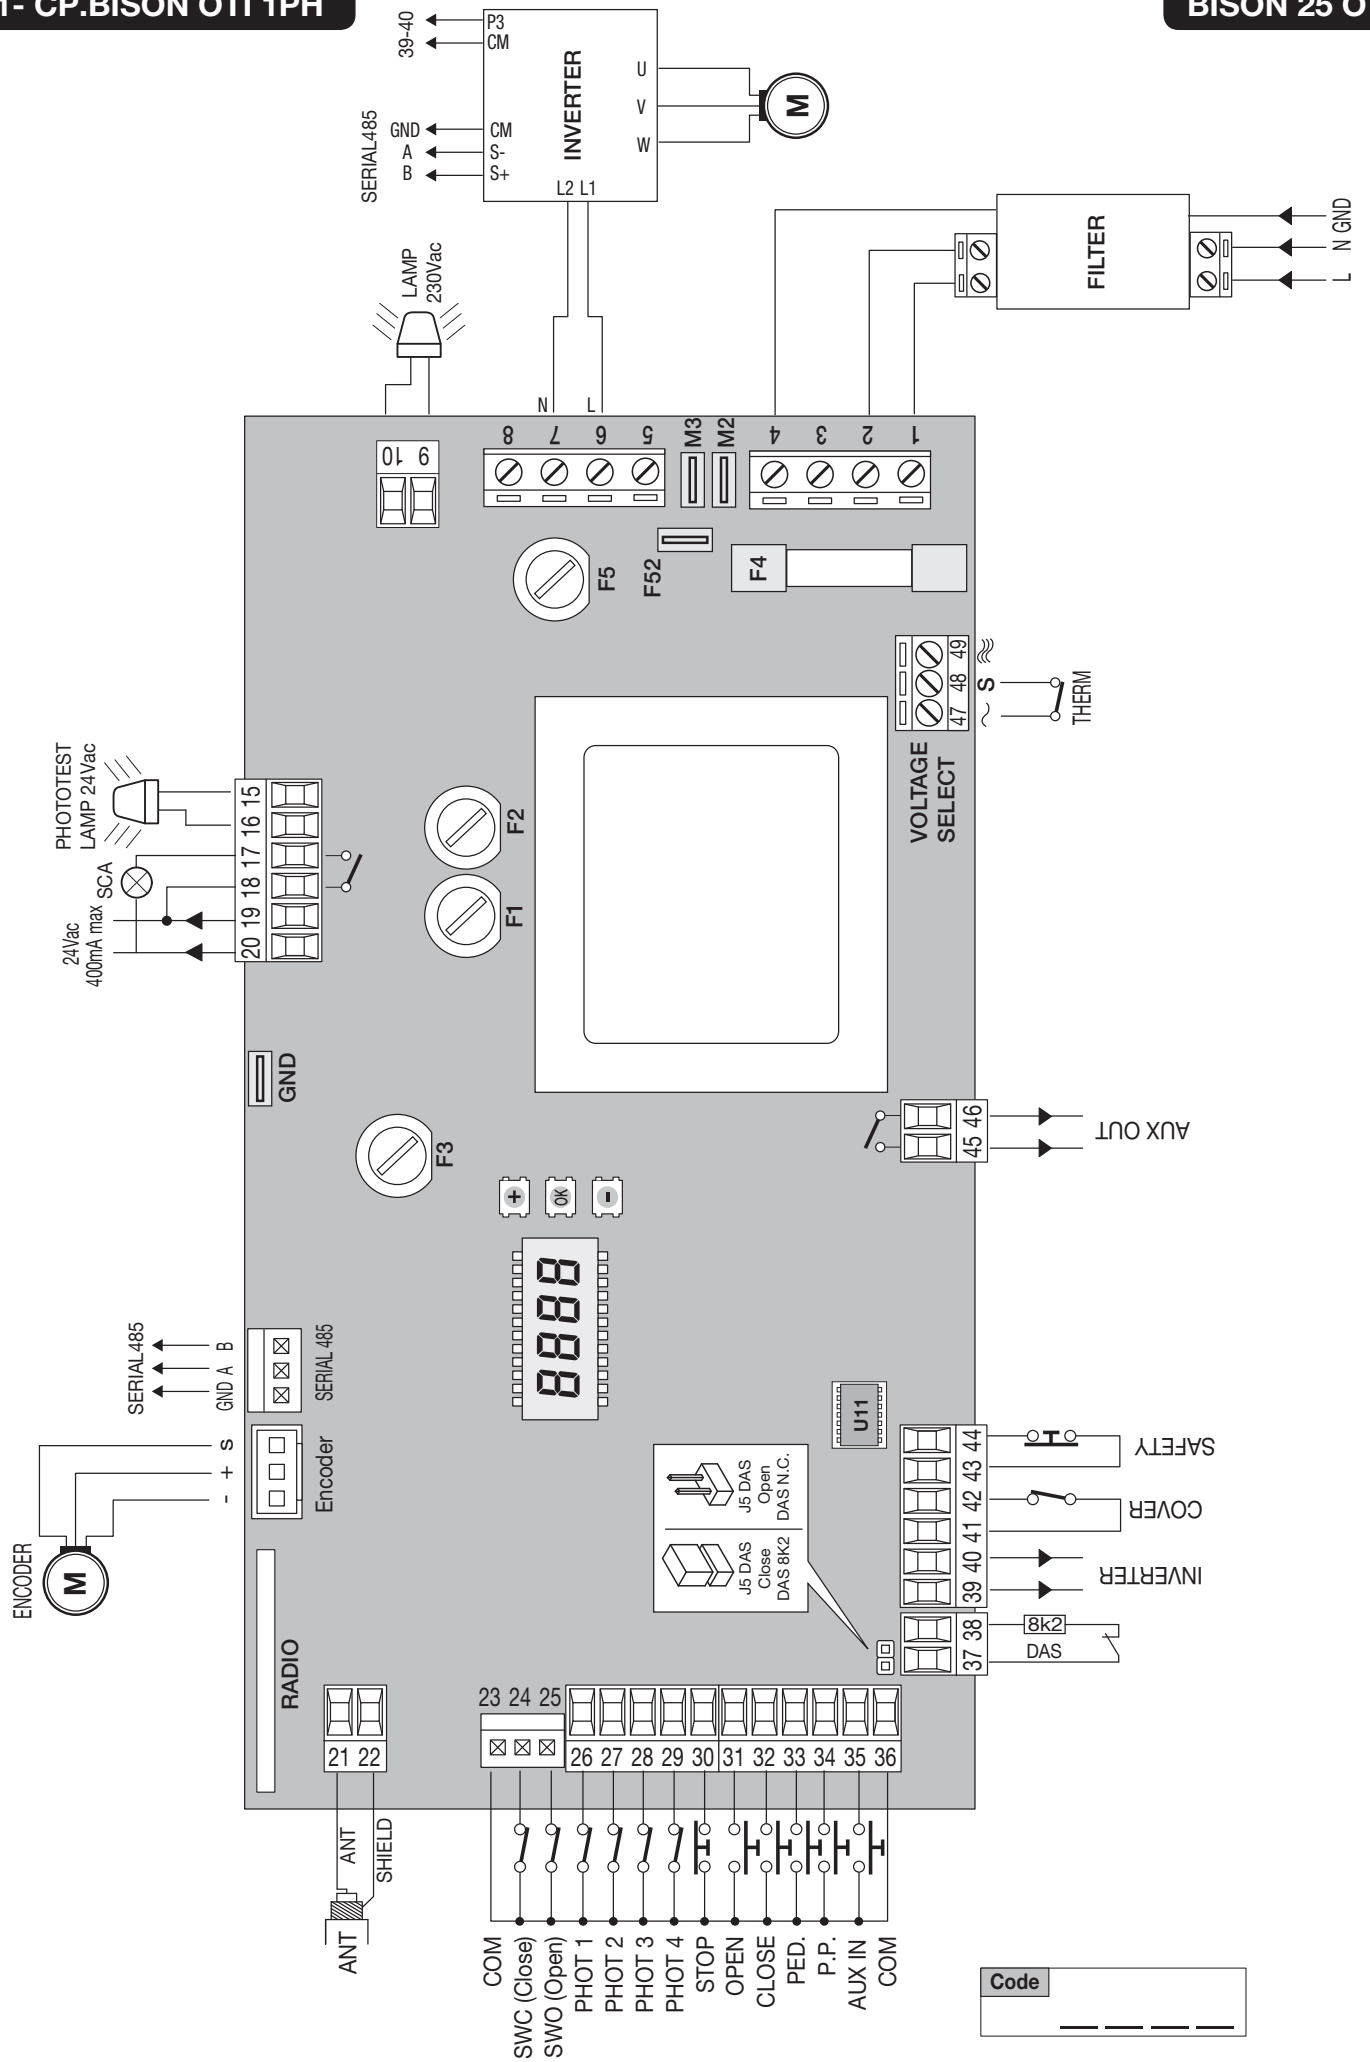 1- CP.BISON OTI 1PH
BISON 25 O
39-40
P3
CM
SERIAL485
GND
A
B
CM
S-
S+
INVERTER
U
V
W
L2 L1
M
LAMP
230Vac
FILTER
L
N
GND
N
L
10 9
8 7 6 5
M3
M2
4 3 2 1
F5
F52
F4
PHOTOTEST
LAMP 24Vac
SCA
24Vac
400mA max
20 19 18 17 16 15
F2
F1
VOLTAGE
SELECT
47 48 49
S
THERM
GND
F3
+
OK
-
8888
45 46
AUX OUT
SERIAL485
GND A B
SERIAL 485
ENCODER
M
- + S
Encoder
U11
J5 DAS
Close
DAS 8K2
J5 DAS
Open
DAS N.C.
44
43
42
41
40
39
38
37
SAFETY
COVER
INVERTER
8k2
DAS
RADIO
21 22
ANT
SHIELD
ANT
23 24 25
26 27 28 29 30 31 32 33 34 35 36
COM
SWC (Close)
SWO (Open)
PHOT 1
PHOT 2
PHOT 3
PHOT 4
STOP
OPEN
CLOSE
PED.
P.P.
AUX IN
COM
Code